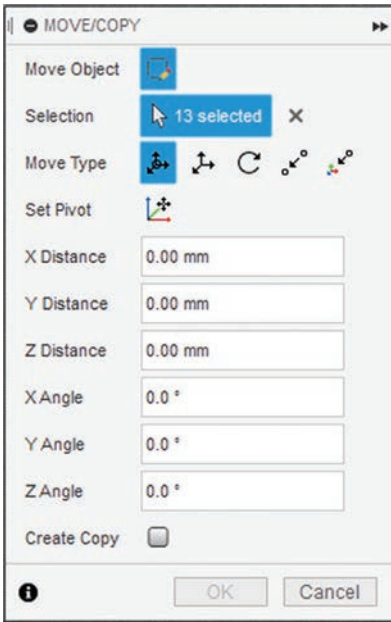 MOVE/COPY
Move Object
Selection 13 selected
Move Type
Set Pivot
X Distance 0.00 mm
Y Distance 0.00 mm
Z Distance 0.00 mm
X Angle 0.0 °
Y Angle 0.0 °
Z Angle 0.0 °
Create Copy
OK Cancel